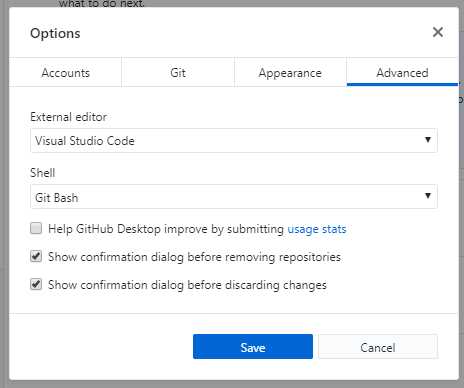 what to do next.
Options
Accounts
Git
Appearance
Advanced
External editor
Visual Studio Code
Shell
Git Bash
Help GitHub Desktop improve by submitting usage stats
Show confirmation dialog before removing repositories
Show confirmation dialog before discarding changes
Save
Cancel